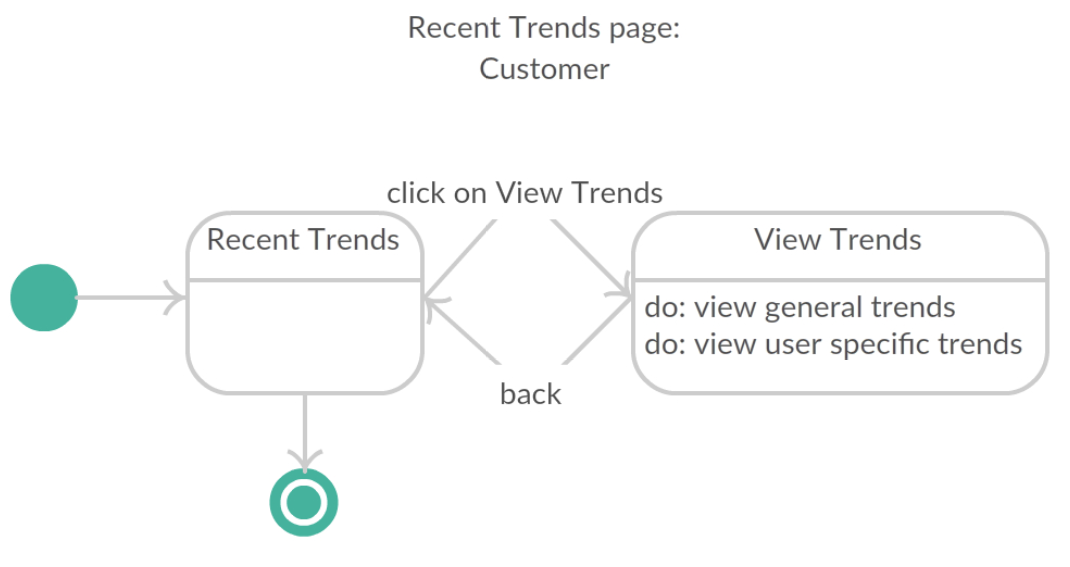 Recent Trends page:
Customer
click on View Trends
Recent Trends
View Trends
do: view general trends
do: view user specific trends
back